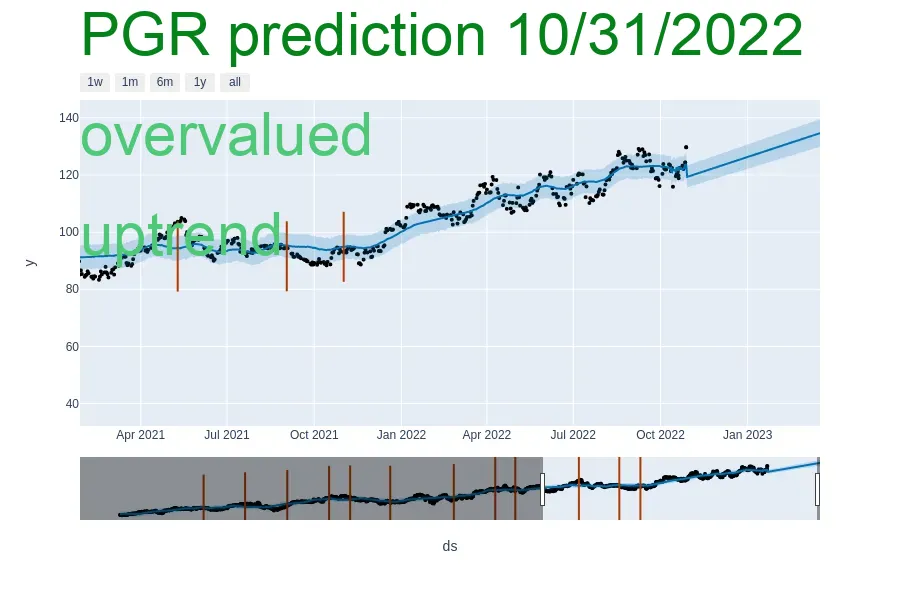 PGR prediction 10/31/2022
1w 1m 6m 1y all
140
overvalued
120
uptrend
100
y
80
60
40
Apr 2021 Jul 2021 Oct 2021 Jan 2022 Apr 2022 Jul 2022 Oct 2022 Jan 2023
ds